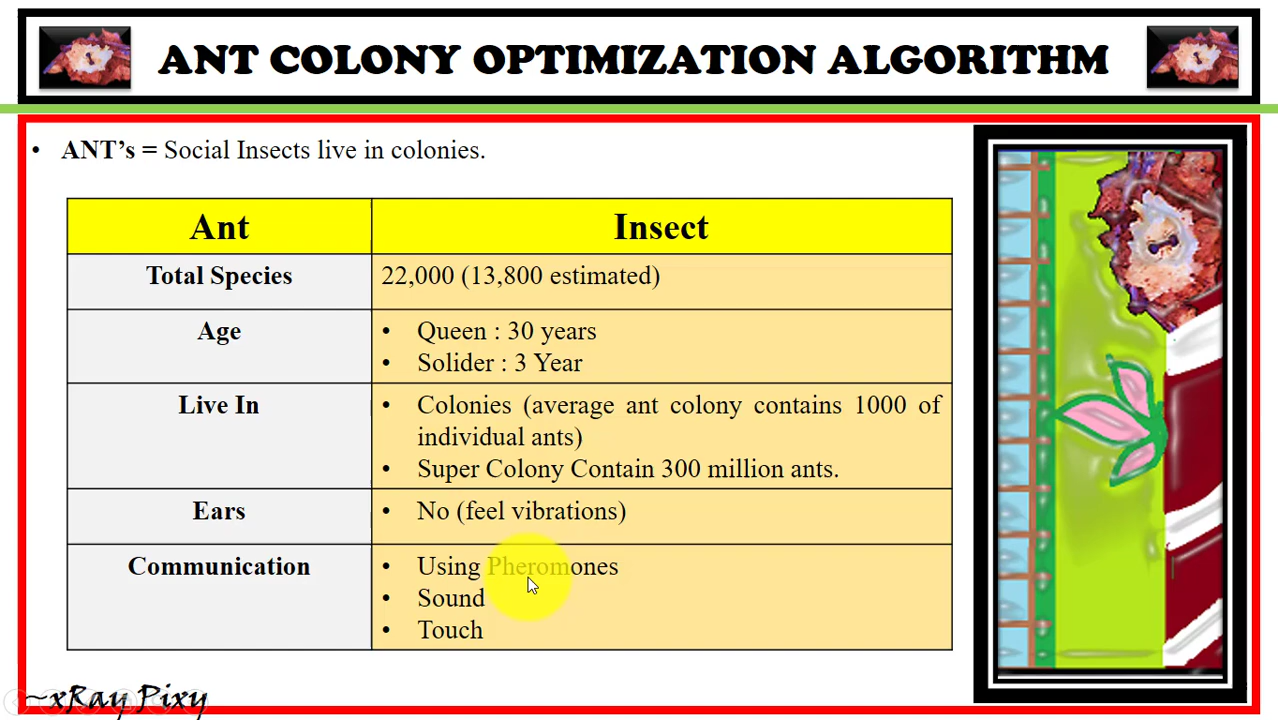 ANT COLONY OPTIMIZATION ALGORITHM
• ANT’s = Social Insects live in colonies.
Ant Insect
Total Species 22,000 (13,800 estimated)
Age • Queen : 30 years
• Solider : 3 Year
Live In • Colonies (average ant colony contains 1000 of
individual ants)
• Super Colony Contain 300 million ants.
Ears • No (feel vibrations)
Communication • Using Pheromones
• Sound
• Touch
~xRay Pixy